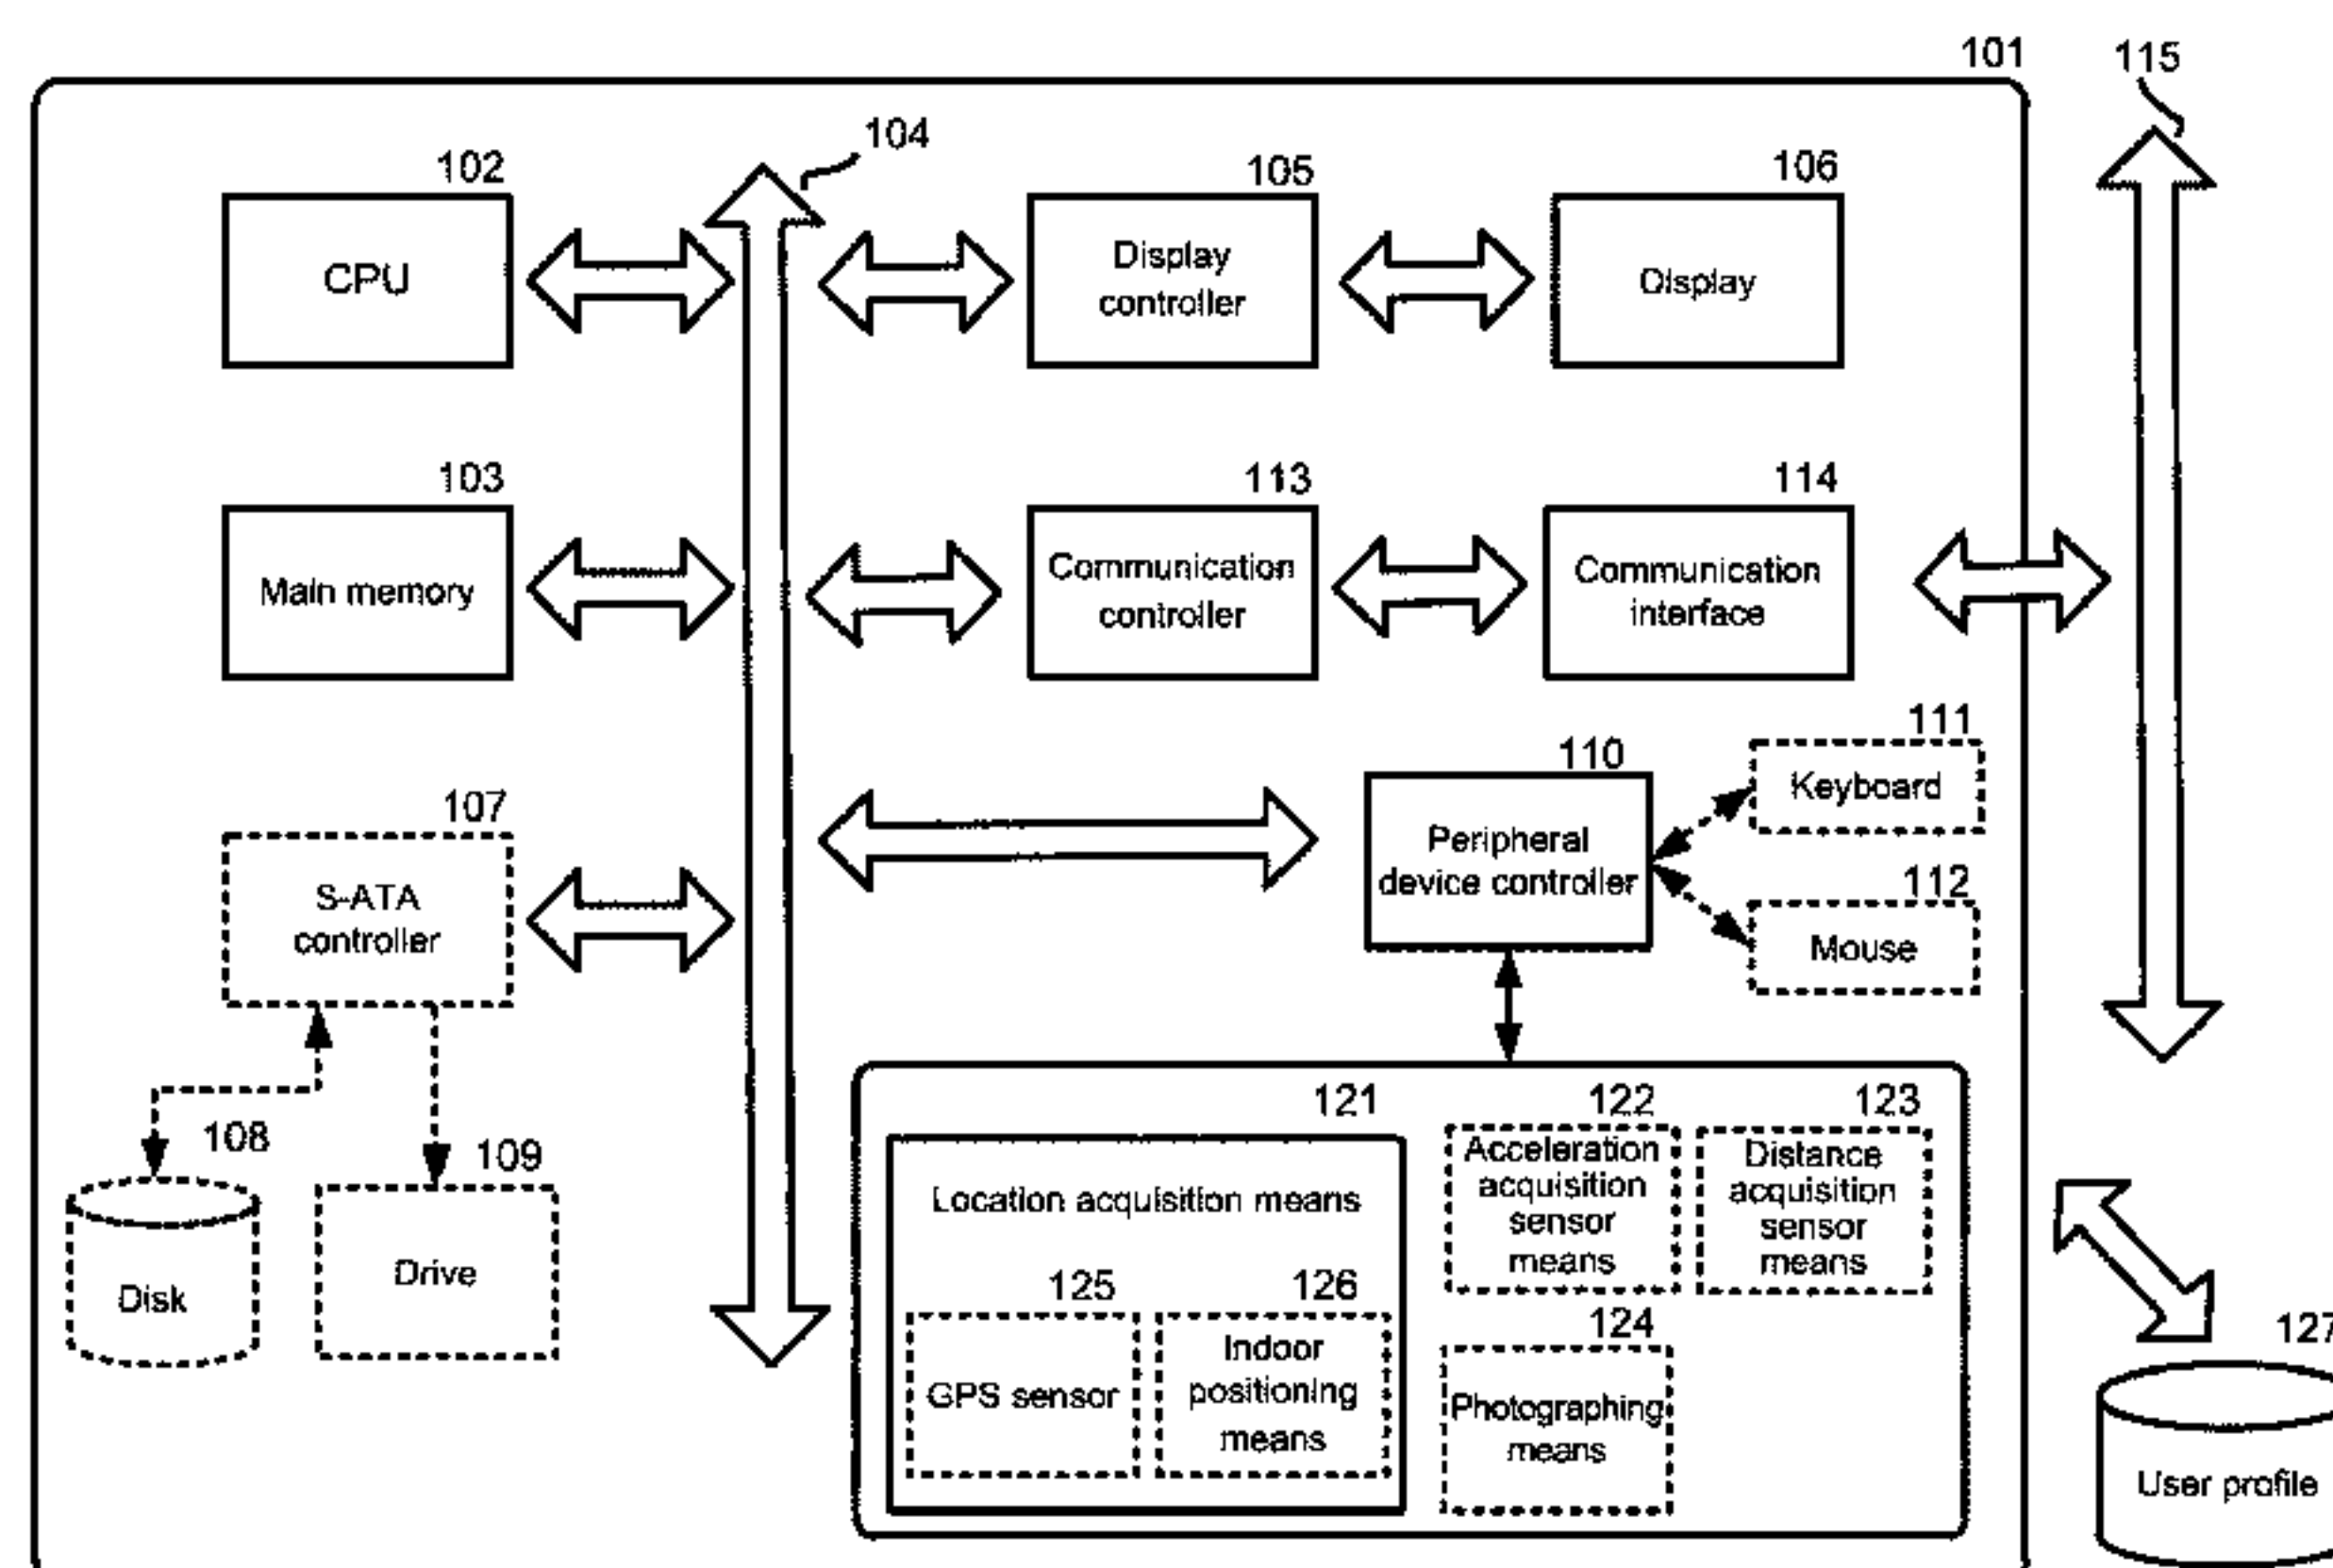 101
115
104
102
105
106
CPU
Display
controller
Display
103
113
114
Main memory
Communication
controller
Communication
interface
111
110
Keyboard
107
Peripheral
device controller
112
S-ATA
controller
Mouse
108
109
Disk
Drive
121
122
123
Location acquisition means
Acceleration
acquisition
sensor
means
Distance
acquisition
sensor
means
125
126
124
GPS sensor
Indoor
positioning
means
Photographing
means
127
User profile